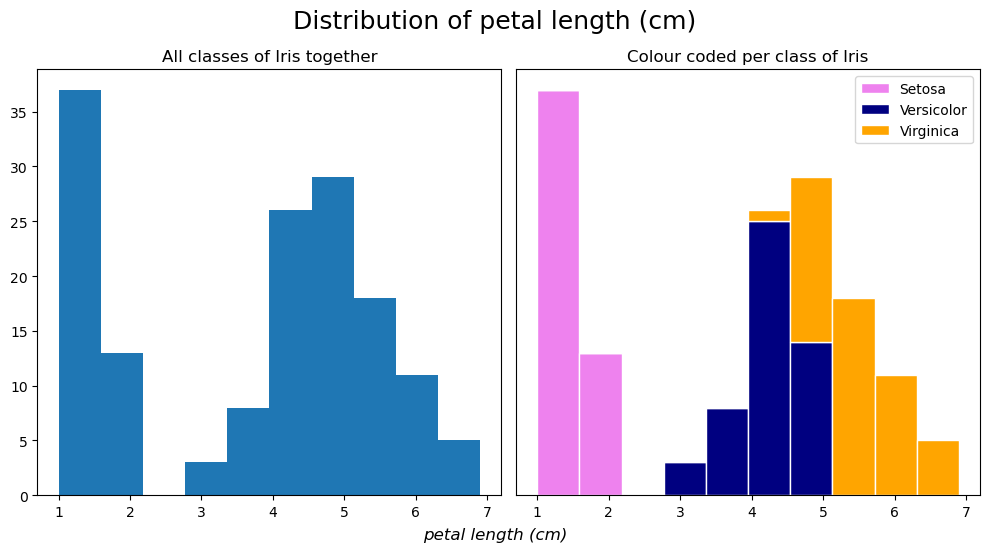 Distribution of petal length (cm)
All classes of Iris together
Colour coded per class of Iris
35
30
25
20
15
10
5
0
1 2 3 4 5 6 7
Setosa
Versicolor
Virginica
1 2 3 4 5 6 7
petal length (cm)